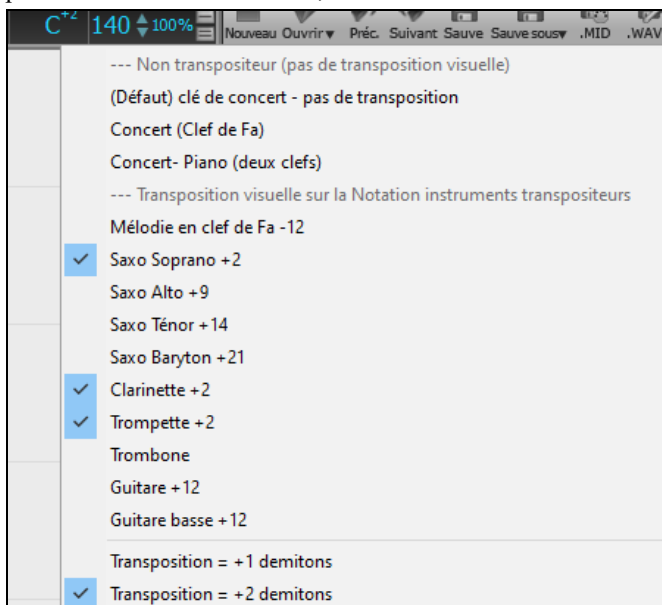 C+2 140 100% Nouveau Ouvrir Préc. Suivant Sauve Sauve sous .MID .WAV
--- Non transpositeur (pas de transposition visuelle)
(Défaut) clé de concert - pas de transposition
Concert (Clef de Fa)
Concert- Piano (deux clefs)
--- Transposition visuelle sur la Notation instruments transpositeurs
Mélodie en clef de Fa -12
Saxo Soprano +2
Saxo Alto +9
Saxo Ténor +14
Saxo Baryton +21
Clarinette +2
Trompette +2
Trombone
Guitare +12
Guitare basse +12
Transposition = +1 demitons
Transposition = +2 demitons